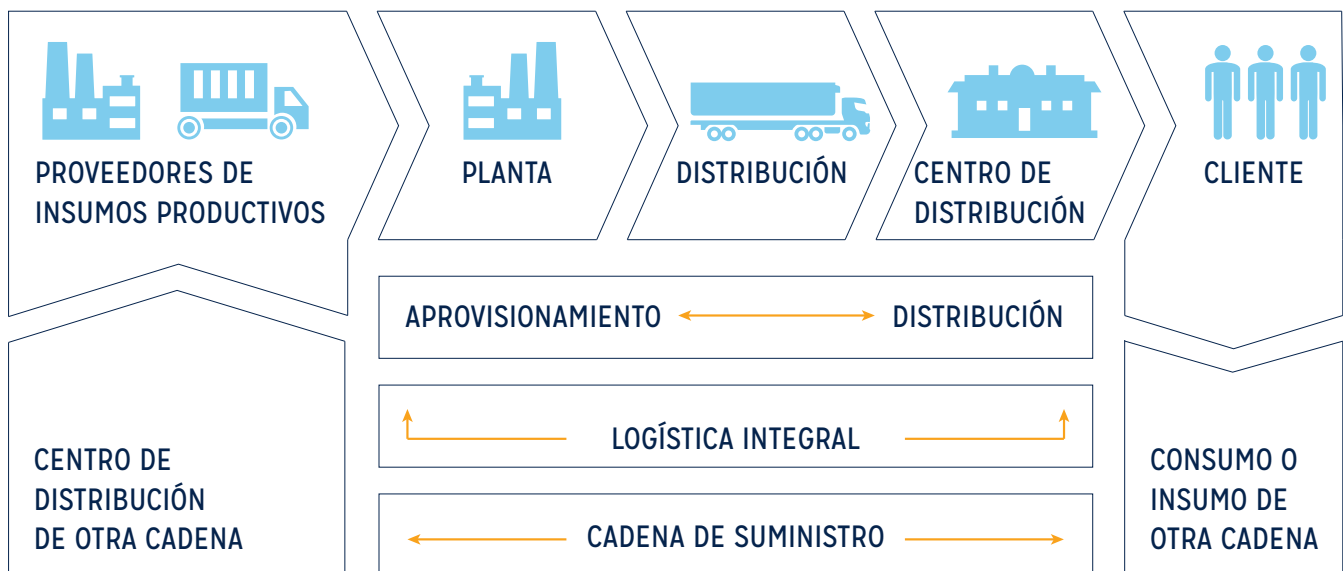 PROVEEDORES DE
INSUMOS PRODUCTIVOS
PLANTA
DISTRIBUCIÓN
CENTRO DE
DISTRIBUCIÓN
CLIENTE
APROVISIONAMIENTO
DISTRIBUCIÓN
LOGÍSTICA INTEGRAL
CADENA DE SUMINISTRO
CENTRO DE
DISTRIBUCIÓN
DE OTRA CADENA
CONSUMO O
INSUMO DE
OTRA CADENA